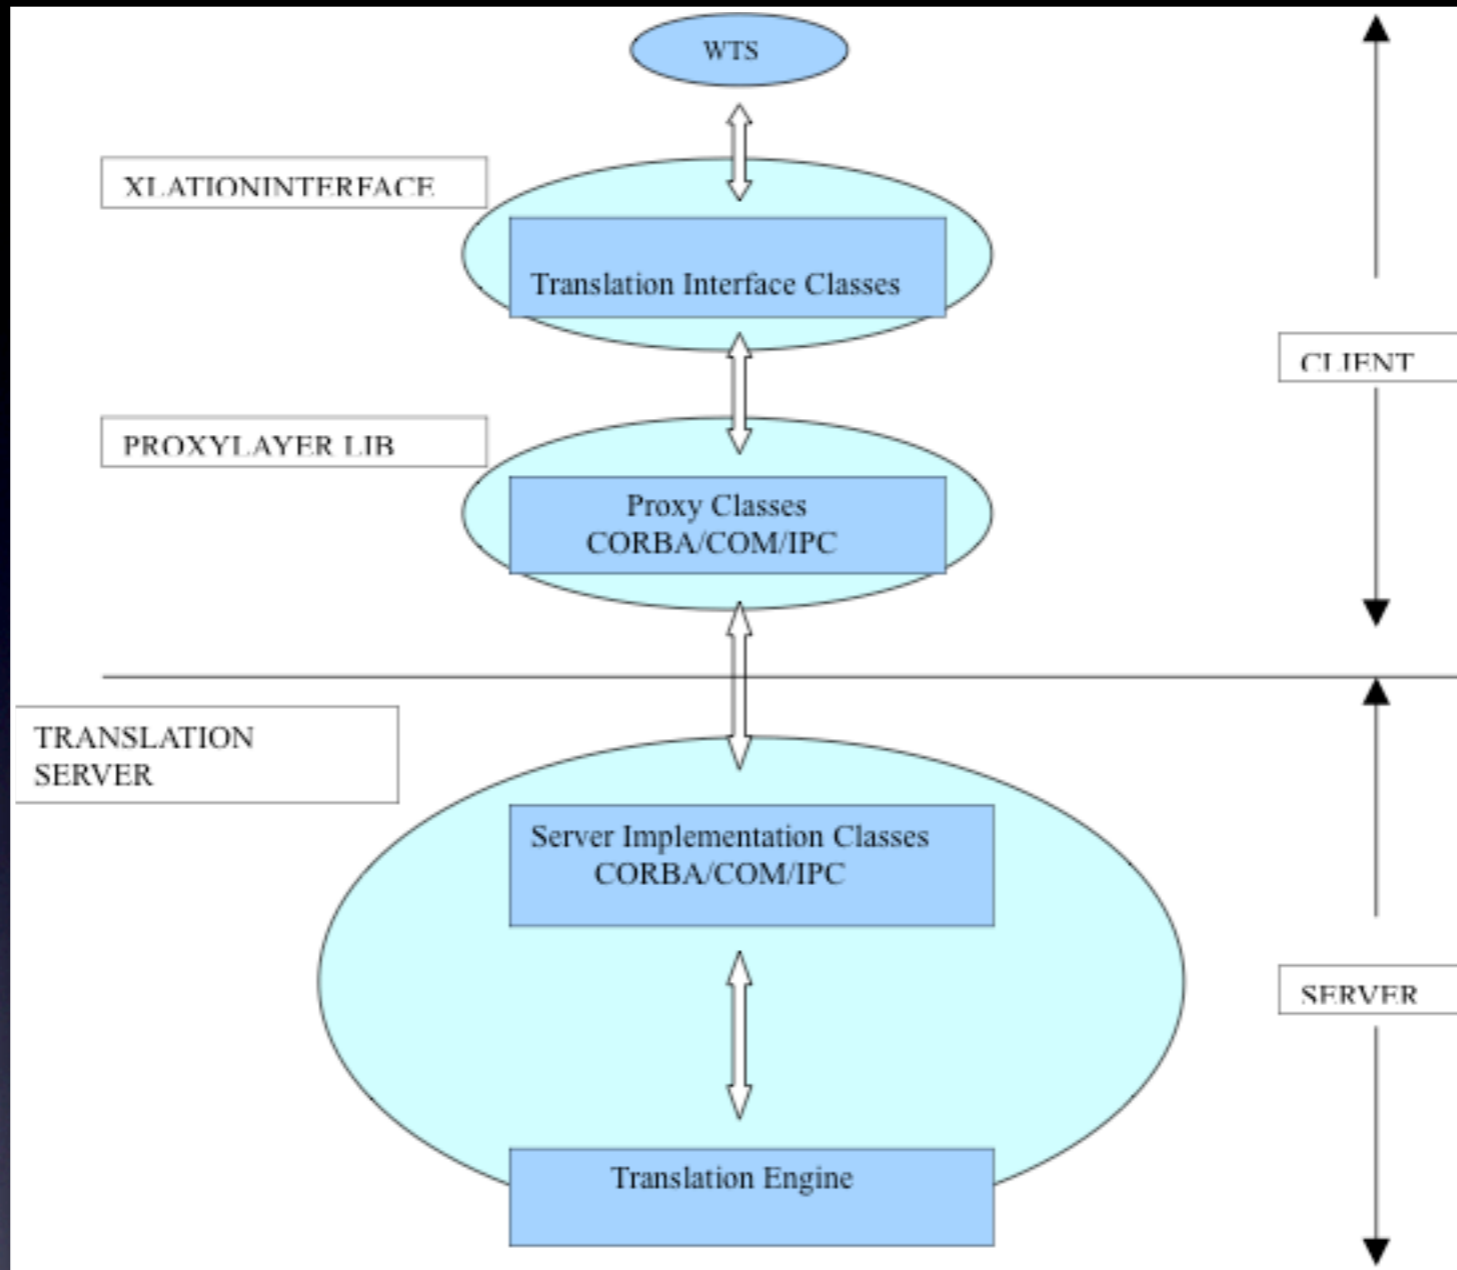 WTS
XLATIONINTERFACE
Translation Interface Classes
CLIENT
PROXYLAYER LIB
Proxy Classes
CORBA/COM/IPC
TRANSLATION
SERVER
Server Implementation Classes
CORBA/COM/IPC
SERVER
Translation Engine